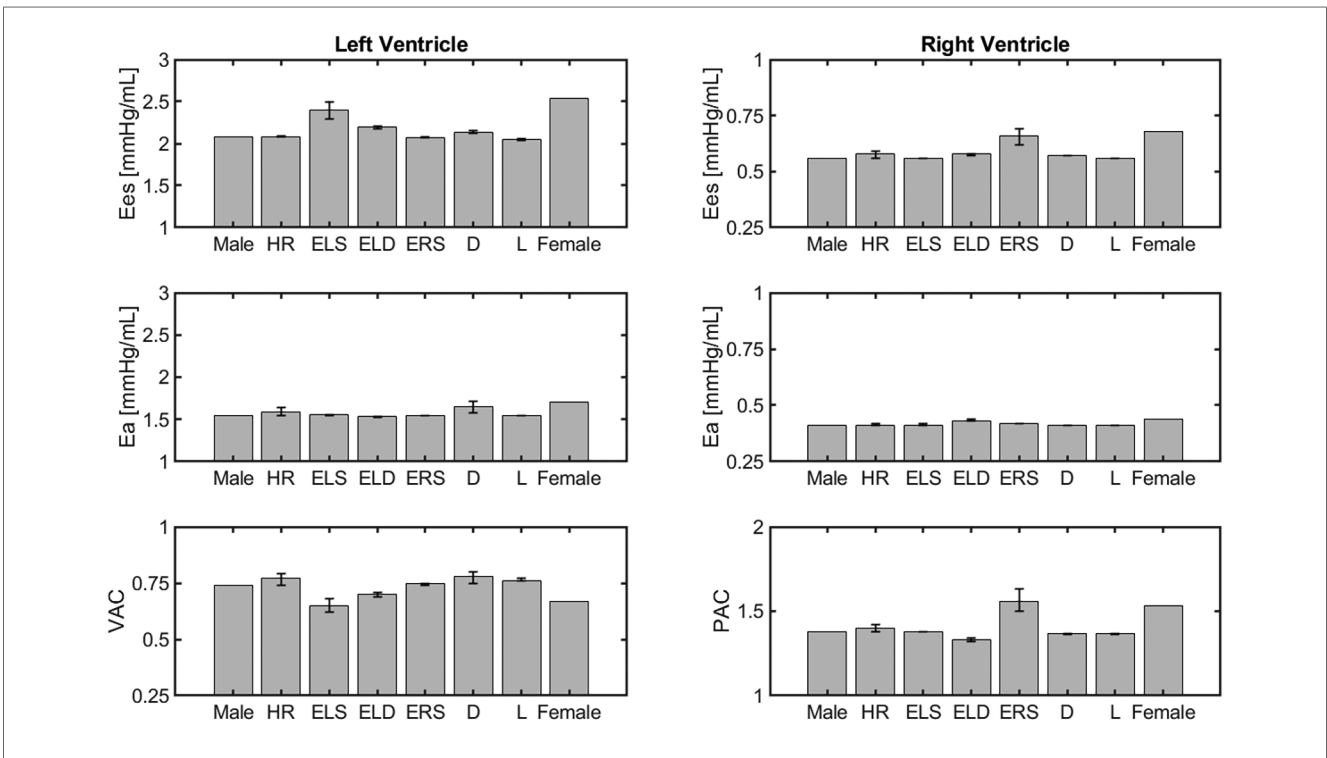 Left Ventricle
3
2.5
2
1.5
1
Ees [mmHg/mL]
Male HR ELS ELD ERS D L Female
Right Ventricle
1
0.75
0.5
0.25
Ees [mmHg/mL]
Male HR ELS ELD ERS D L Female
3
2.5
2
1.5
1
Ea [mmHg/mL]
Male HR ELS ELD ERS D L Female
1
0.75
0.5
0.25
Ea [mmHg/mL]
Male HR ELS ELD ERS D L Female
1
0.75
0.5
0.25
VAC
Male HR ELS ELD ERS D L Female
2
1.5
1
PAC
Male HR ELS ELD ERS D L Female